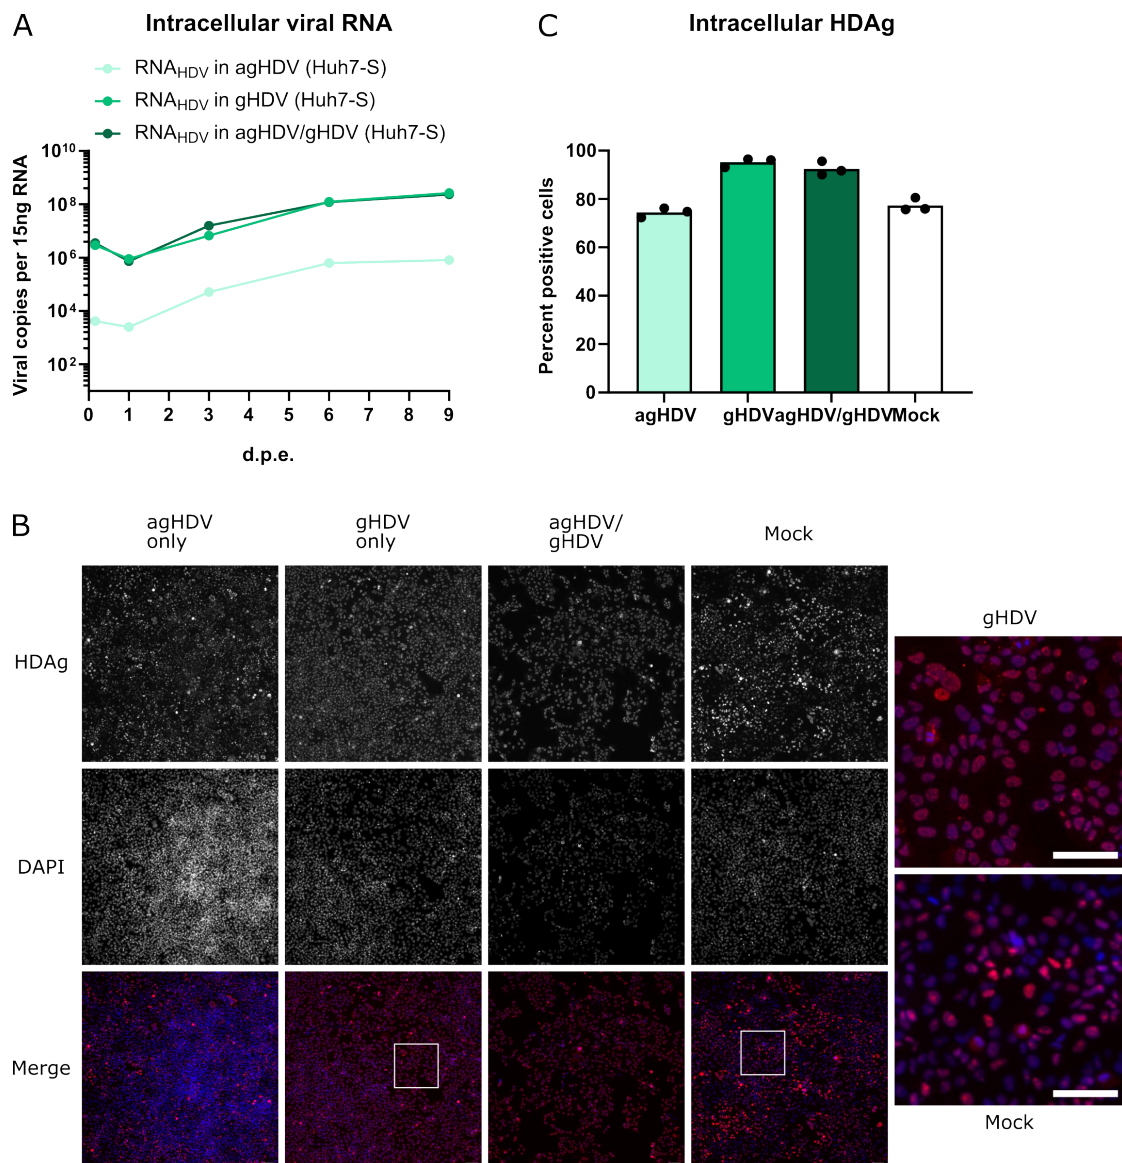 A
Intracellular viral RNA
RNAHDV in agHDV (Huh7-S)
RNAHDV in gHDV (Huh7-S)
RNAHDV in agHDV/gHDV (Huh7-S)
Viral copies per 15ng RNA
10^10
10^8
10^6
10^4
10^2
0 1 2 3 4 5 6 7 8 9
d.p.e.
C
Intracellular HDAg
Percent positive cells
100
80
60
40
20
0
agHDV gHDV agHDV/gHDV Mock
B
agHDV
only
gHDV
only
agHDV/
gHDV
Mock
HDAg
DAPI
Merge
gHDV
Mock